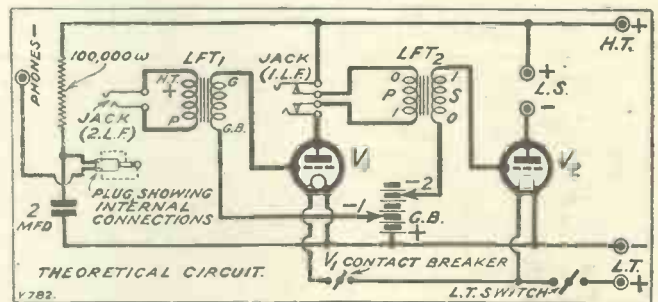 PHONES -
100,000 ω
JACK
(2.L.F.)
H.T.
+
P
LFT1
G
G.B.
JACK
(1.L.F.)
O
P
I
LFT2
I
S
O
+
H.T.
+
L.S.
-
V1
V2
-2
-1
G.B.
+
PLUG SHOWING
INTERNAL
CONNECTIONS
2
MFD
-
L.T.
+
V1 CONTACT BREAKER
L.T. SWITCH
THEORETICAL CIRCUIT.
V782.